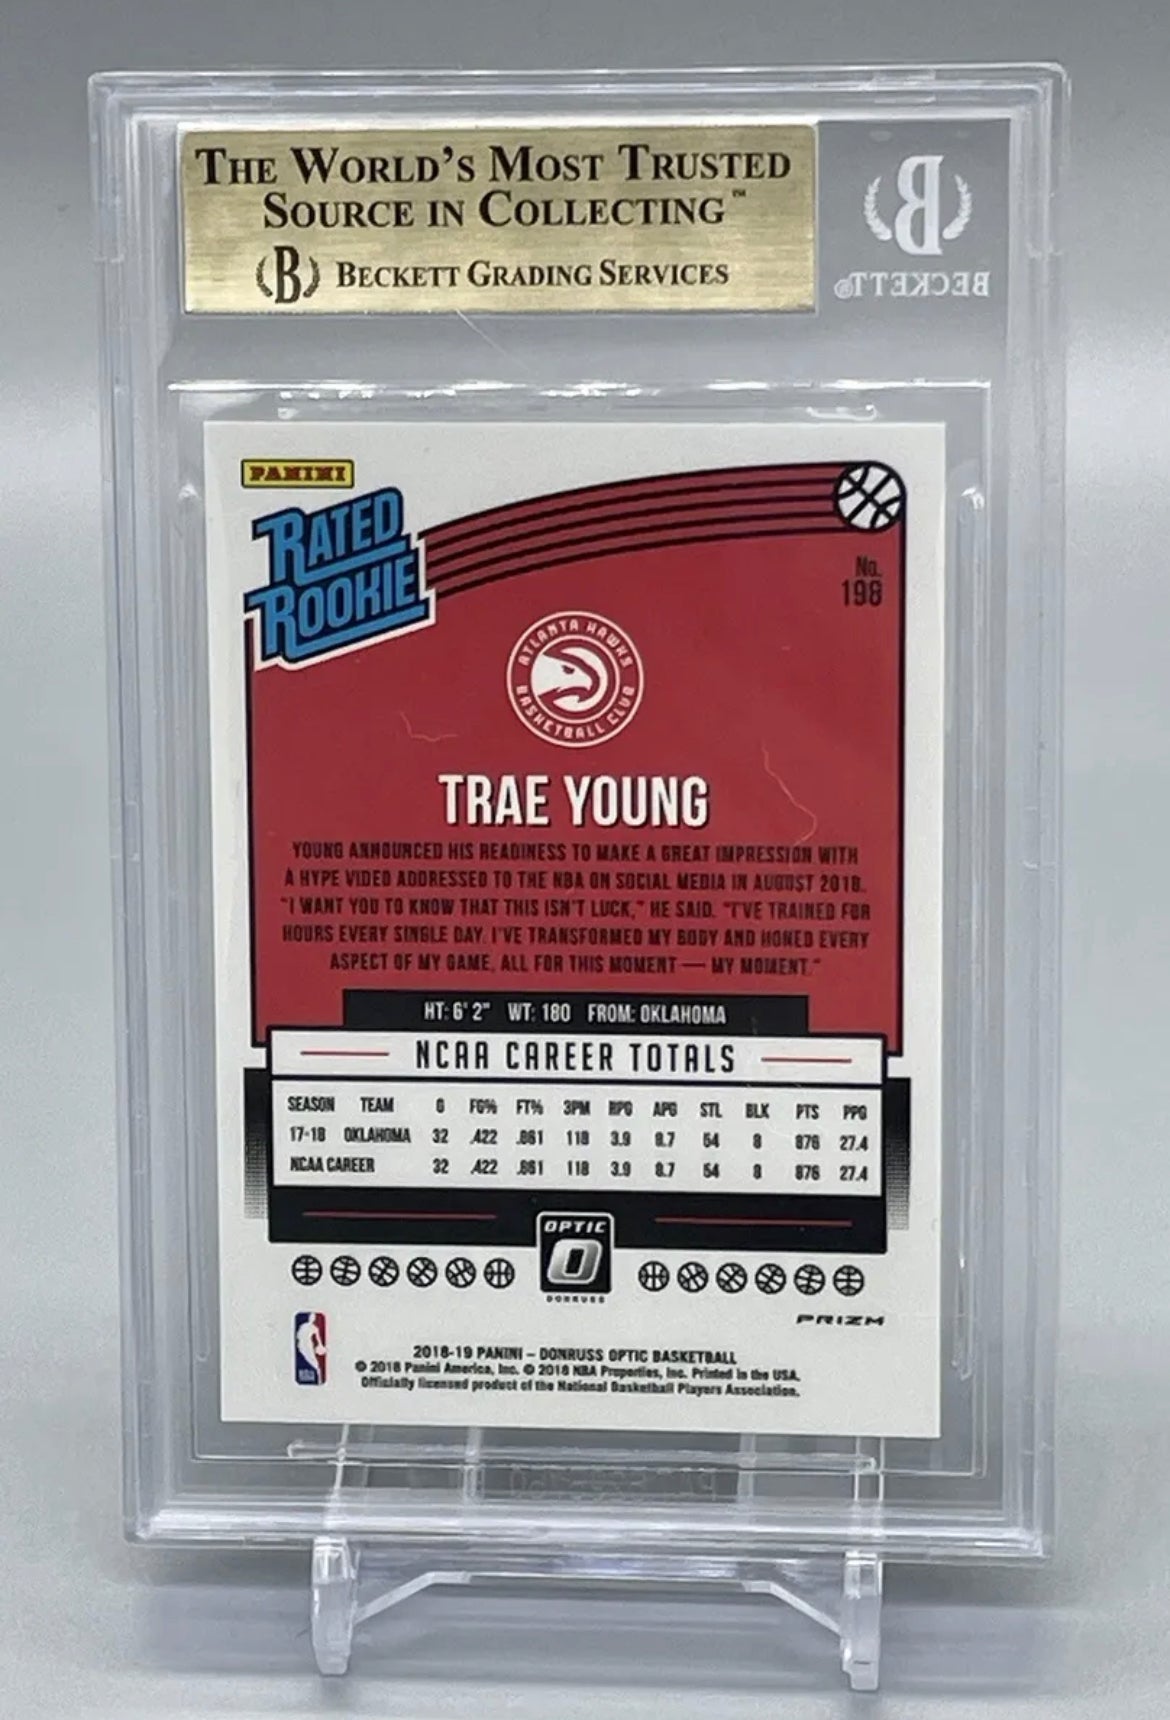 THE WORLD'S MOST TRUSTED
SOURCE IN COLLECTING™
B BECKETT GRADING SERVICES
B
BECKETT®
PANINI
RATED
ROOKIE
No.
198
ATLANTA HAWKS
BASKETBALL CLUB
TRAE YOUNG
YOUNG ANNOUNCED HIS READINESS TO MAKE A GREAT IMPRESSION WITH
A HYPE VIDEO ADDRESSED TO THE NBA ON SOCIAL MEDIA IN AUGUST 2018.
"I WANT YOU TO KNOW THAT THIS ISN'T LUCK," HE SAID. "I'VE TRAINED FOR
HOURS EVERY SINGLE DAY. I'VE TRANSFORMED MY BODY AND HONED EVERY
ASPECT OF MY GAME, ALL FOR THIS MOMENT — MY MOMENT."
HT: 6' 2" WT: 180 FROM: OKLAHOMA
NCAA CAREER TOTALS
SEASON TEAM G FG% FT% 3PM RPG APG STL BLK PTS PPG
17-18 OKLAHOMA 32 .422 .861 118 3.9 8.7 54 8 876 27.4
NCAA CAREER 32 .422 .861 118 3.9 8.7 54 8 876 27.4
OPTIC
O
DONRUSS
PRIZM
NBA
2018-19 PANINI – DONRUSS OPTIC BASKETBALL
© 2018 Panini America, Inc. © 2018 NBA Properties, Inc. Printed in the USA.
Officially licensed product of the National Basketball Players Association.